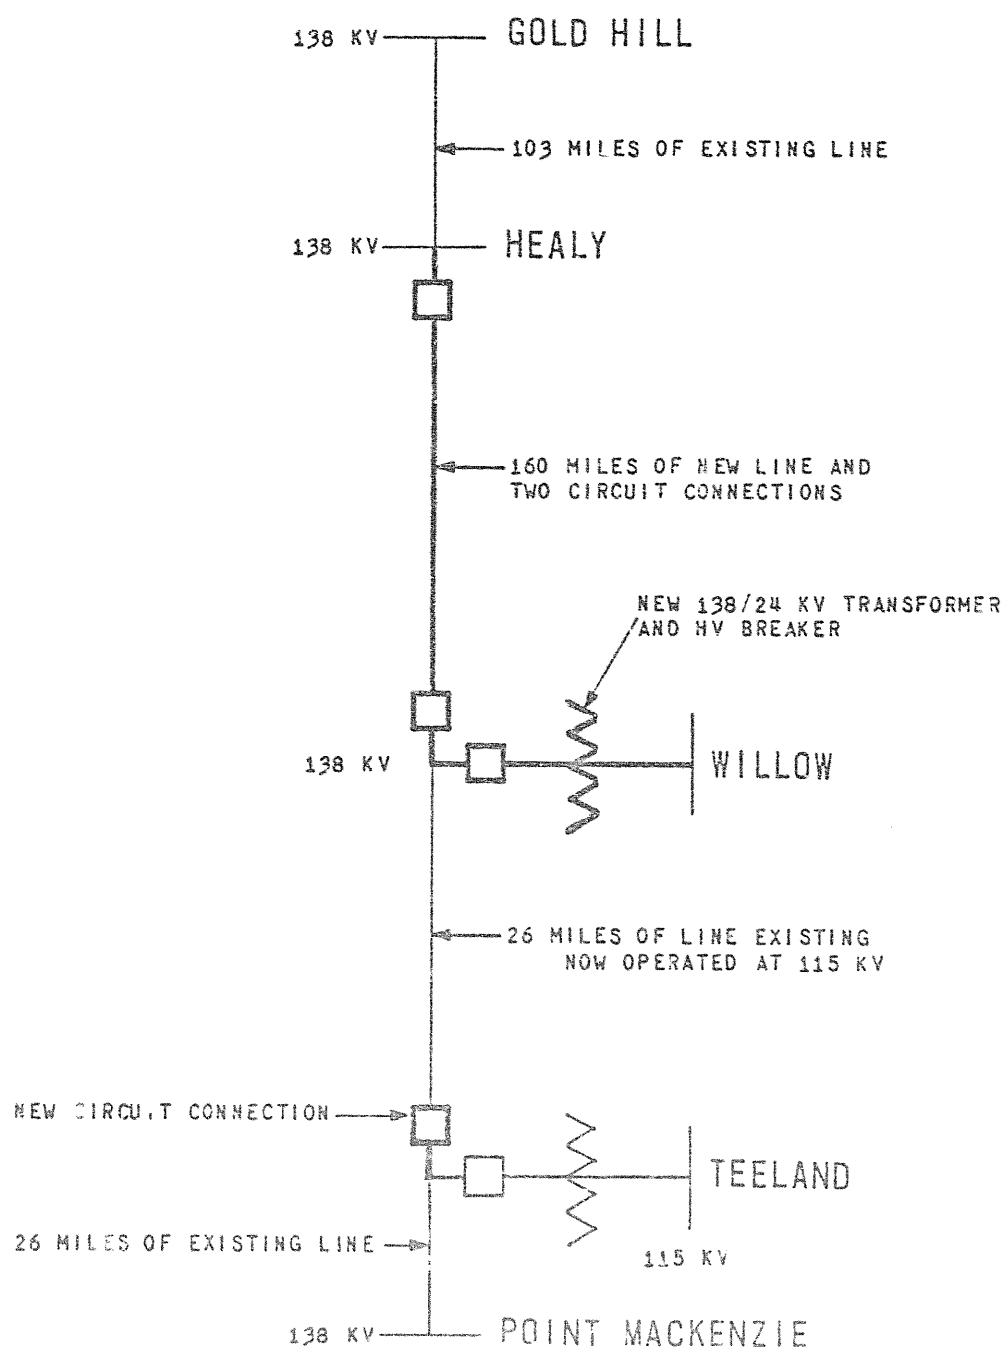 138 KV
GOLD HILL
103 MILES OF EXISTING LINE
138 KV
HEALY
160 MILES OF NEW LINE AND
TWO CIRCUIT CONNECTIONS
NEW 138/24 KV TRANSFORMER
AND HV BREAKER
138 KV
WILLOW
26 MILES OF LINE EXISTING
NOW OPERATED AT 115 KV
NEW CIRCUIT CONNECTION
TEELAND
26 MILES OF EXISTING LINE
115 KV
138 KV
POINT MACKENZIE